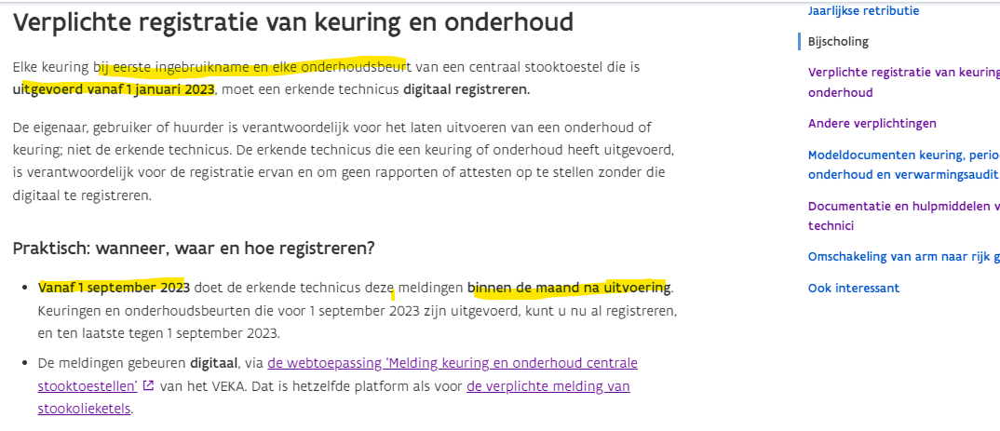 Verplichte registratie van keuring en onderhoud
Elke keuring bij eerste ingebruikname en elke onderhoudsbeurt van een centraal stooktoestel die is
uitgevoerd vanaf 1 januari 2023, moet een erkende technicus digitaal registreren.
De eigenaar, gebruiker of huurder is verantwoordelijk voor het laten uitvoeren van een onderhoud of
keuring; niet de erkende technicus. De erkende technicus die een keuring of onderhoud heeft uitgevoerd,
is verantwoordelijk voor de registratie ervan en om geen rapporten of attesten op te stellen zonder die
digitaal te registreren.
Praktisch: wanneer, waar en hoe registreren?
• Vanaf 1 september 2023 doet de erkende technicus deze meldingen binnen de maand na uitvoering.
Keuringen en onderhoudsbeurten die voor 1 september 2023 zijn uitgevoerd, kunt u nu al registreren,
en ten laatste tegen 1 september 2023.
• De meldingen gebeuren digitaal, via de webtoepassing ‘Melding keuring en onderhoud centrale
stooktoestellen’ van het VEKA. Dat is hetzelfde platform als voor de verplichte melding van
stookolieketels.
Jaarlijkse retributie
Bijscholing
Verplichte registratie van keuring
onderhoud
Andere verplichtingen
Modeldocumenten keuring, perio
onderhoud en verwarmingsaudit
Documentatie en hulpmiddelen v
technici
Omschakeling van arm naar rijk g
Ook interessant